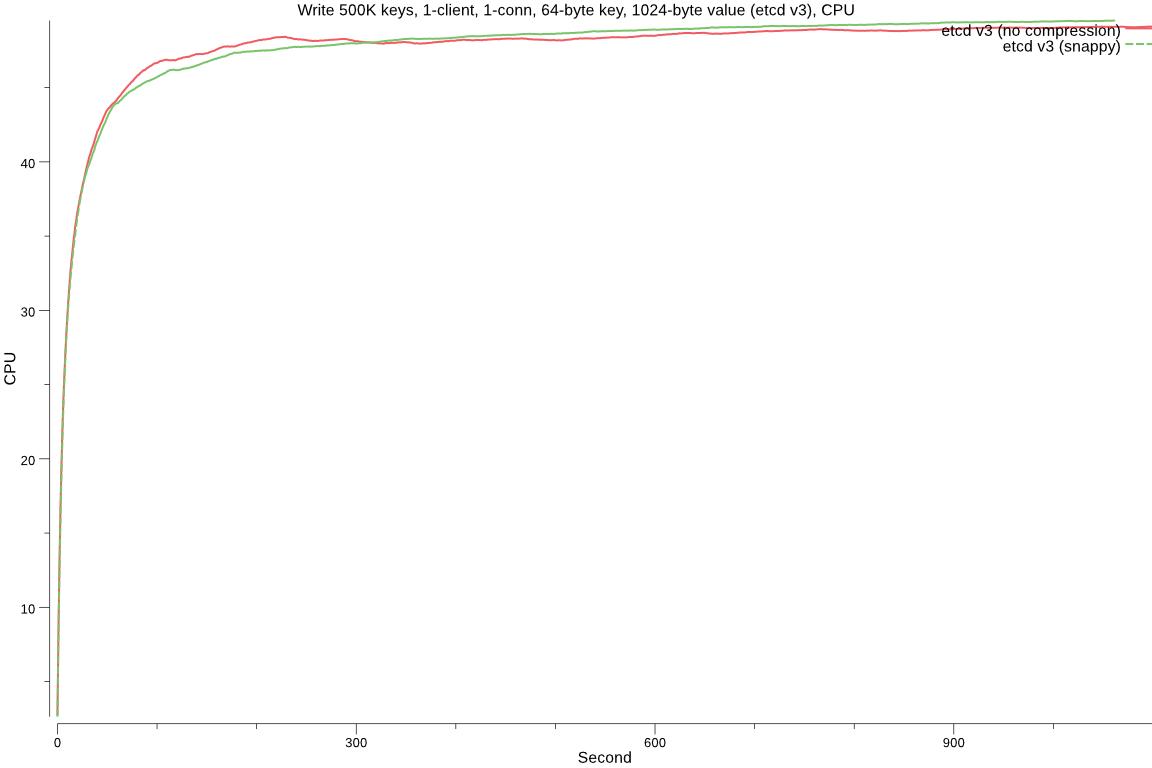 Write 500K keys, 1-client, 1-conn, 64-byte key, 1024-byte value (etcd v3), CPU
etcd v3 (no compression)
etcd v3 (snappy)
40
30
20
10
CPU
0
300
600
900
Second